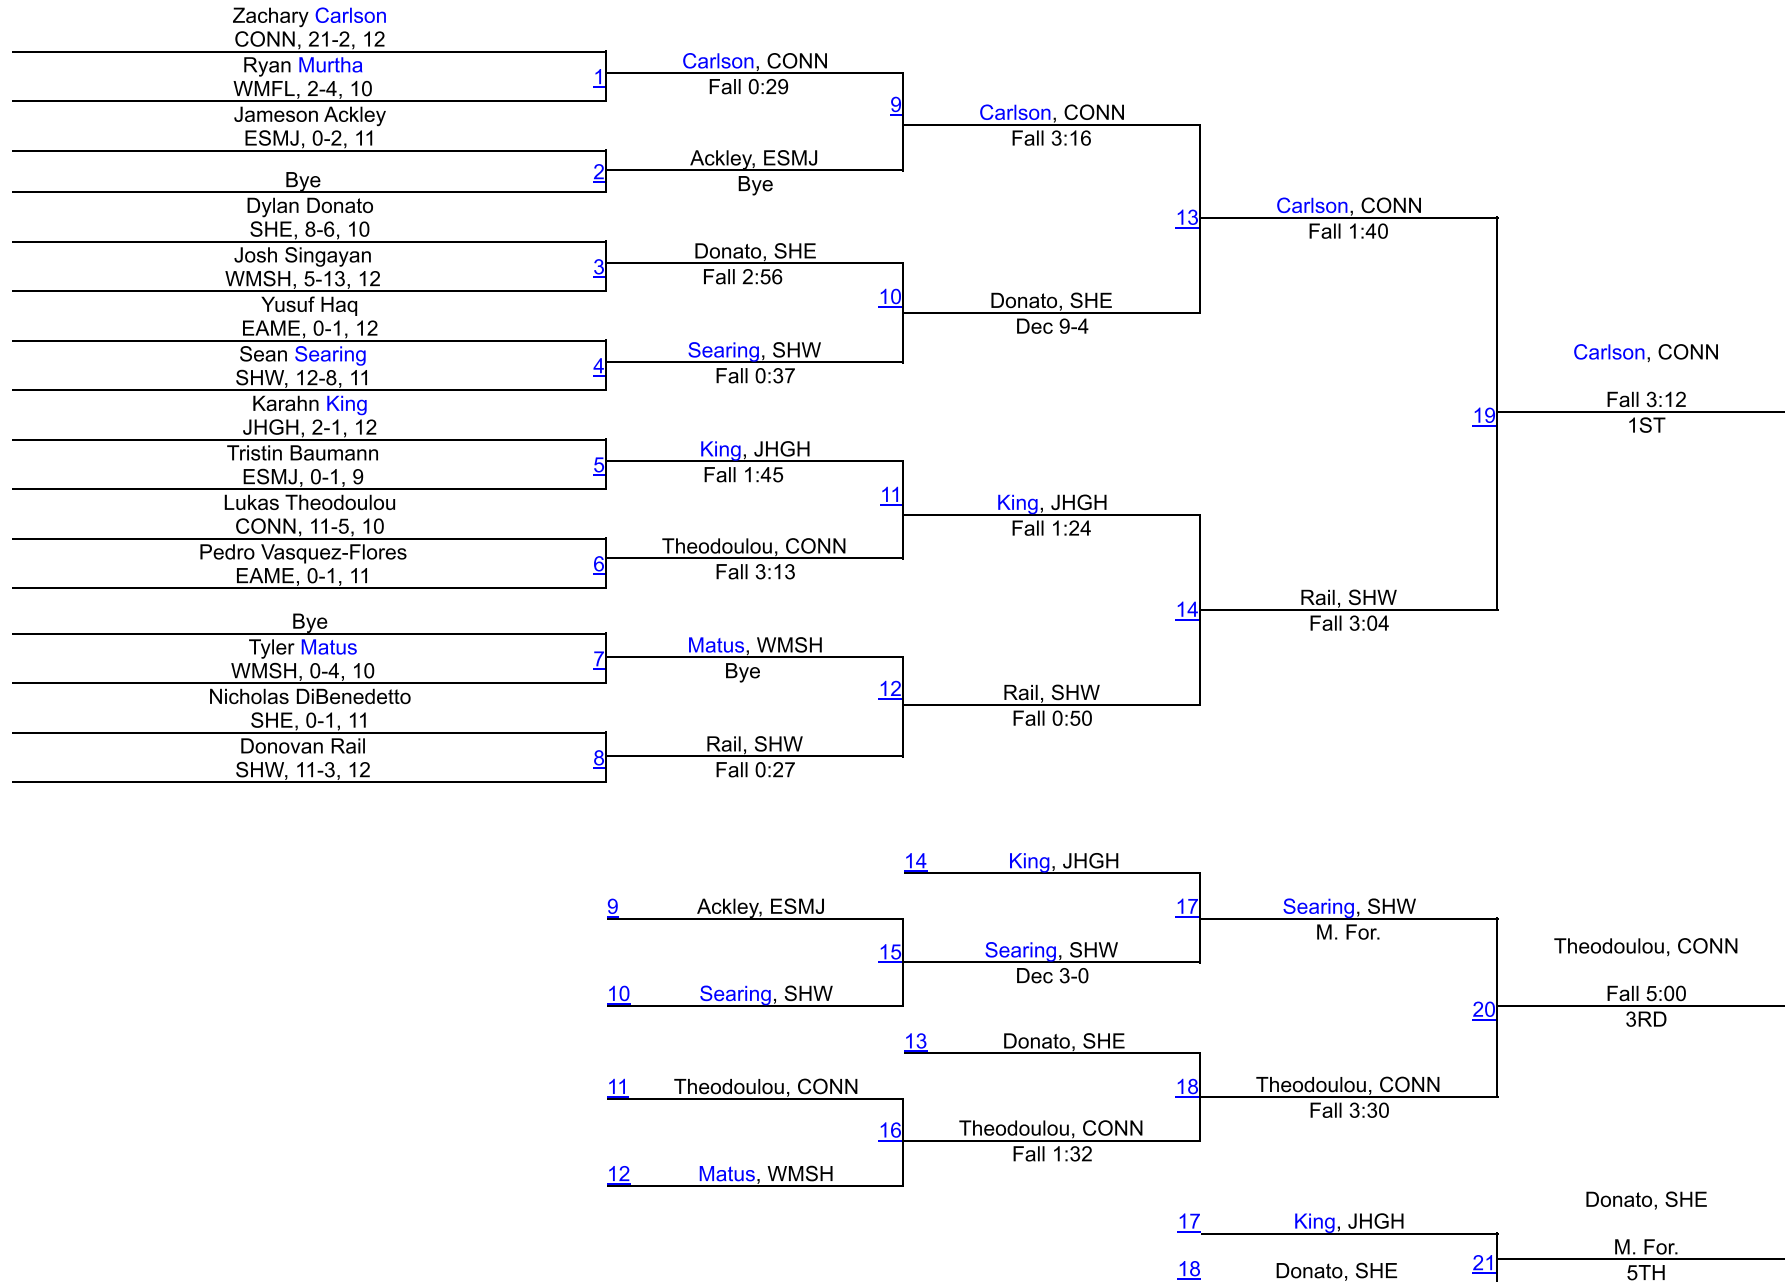 Zachary Carlson
CONN, 21-2, 12
Ryan Murtha
WMFL, 2-4, 10
Jameson Ackley
ESMJ, 0-2, 11
Bye
Dylan Donato
SHE, 8-6, 10
Josh Singayan
WMSH, 5-13, 12
Yusuf Haq
EAME, 0-1, 12
Sean Searing
SHW, 12-8, 11
Karahn King
JHGH, 2-1, 12
Tristin Baumann
ESMJ, 0-1, 9
Lukas Theodoulou
CONN, 11-5, 10
Pedro Vasquez-Flores
EAME, 0-1, 11
Bye
Tyler Matus
WMSH, 0-4, 10
Nicholas DiBenedetto
SHE, 0-1, 11
Donovan Rail
SHW, 11-3, 12
1
Carlson, CONN
Fall 0:29
2
Ackley, ESMJ
Bye
3
Donato, SHE
Fall 2:56
4
Searing, SHW
Fall 0:37
5
King, JHGH
Fall 1:45
6
Theodoulou, CONN
Fall 3:13
7
Matus, WMSH
Bye
8
Rail, SHW
Fall 0:27
9
Carlson, CONN
Fall 3:16
10
Donato, SHE
Dec 9-4
11
King, JHGH
Fall 1:24
12
Rail, SHW
Fall 0:50
13
Carlson, CONN
Fall 1:40
14
Rail, SHW
Fall 3:04
19
Carlson, CONN
Fall 3:12
1ST
9
Ackley, ESMJ
10
Searing, SHW
11
Theodoulou, CONN
12
Matus, WMSH
14
King, JHGH
15
Searing, SHW
Dec 3-0
13
Donato, SHE
16
Theodoulou, CONN
Fall 1:32
17
Searing, SHW
M. For.
18
Theodoulou, CONN
Fall 3:30
20
Theodoulou, CONN
Fall 5:00
3RD
17
King, JHGH
18
Donato, SHE
21
Donato, SHE
M. For.
5TH